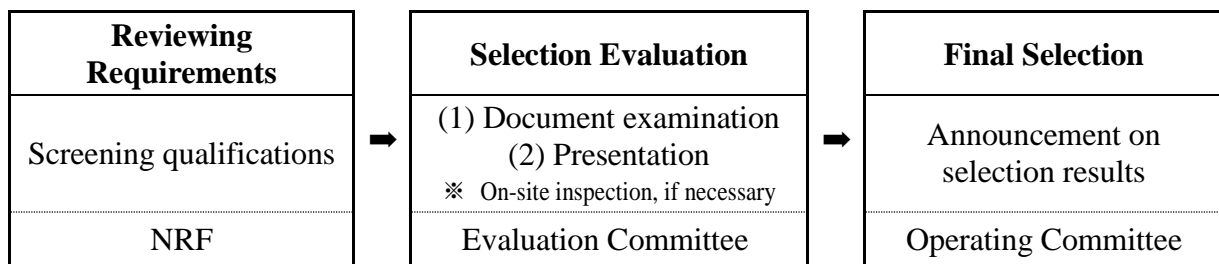 Reviewing
Requirements
Screening qualifications
NRF
➡
Selection Evaluation
(1) Document examination
(2) Presentation
※ On-site inspection, if necessary
Evaluation Committee
➡
Final Selection
Announcement on
selection results
Operating Committee